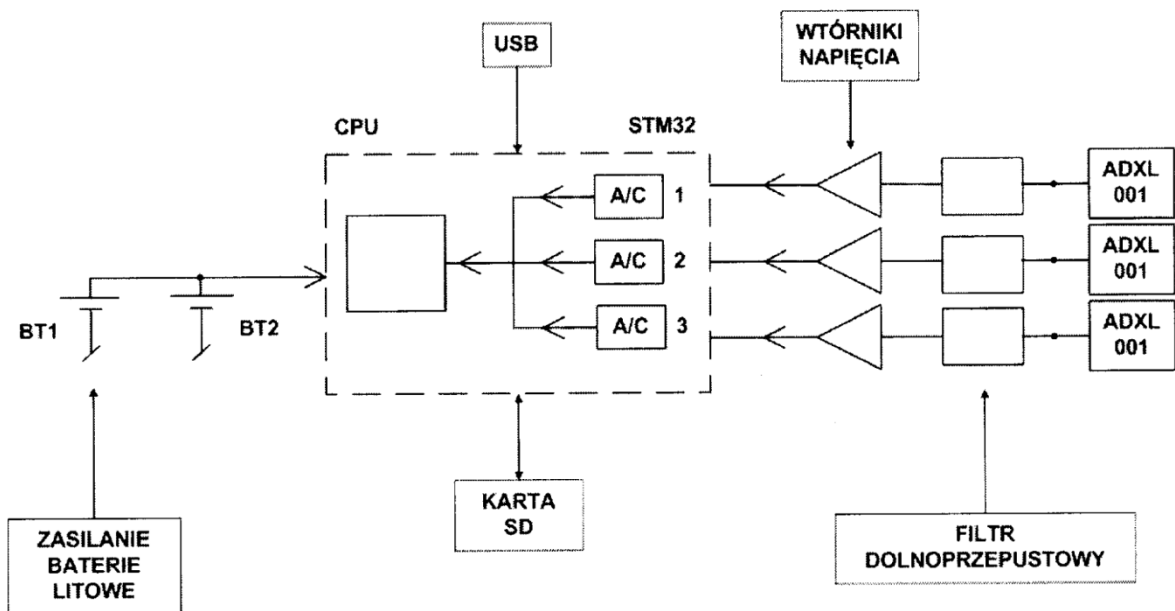 USB
WTÓRNIKI
NAPIĘCIA
CPU
STM32
A/C 1
A/C 2
A/C 3
ADXL
001
ADXL
001
ADXL
001
BT1
BT2
KARTA
SD
ZASILANIE
BATERIE
LITOWE
FILTR
DOLNOPRZEPUSTOWY